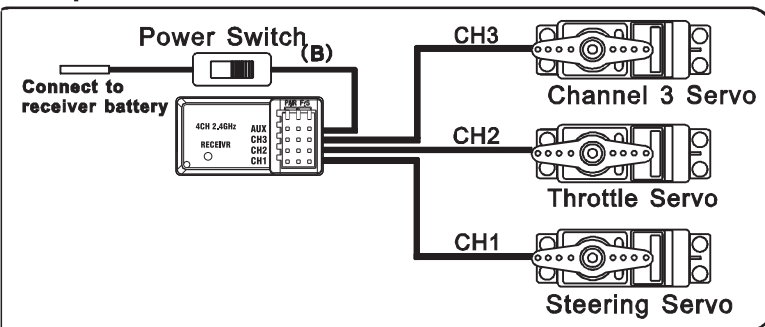 Power Switch
(B)
Connect to
receiver battery
CH3
Channel 3 Servo
4CH 2.4GHz
RECEIVR
PWR F/S
AUX
CH3
CH2
CH1
CH2
Throttle Servo
CH1
Steering Servo